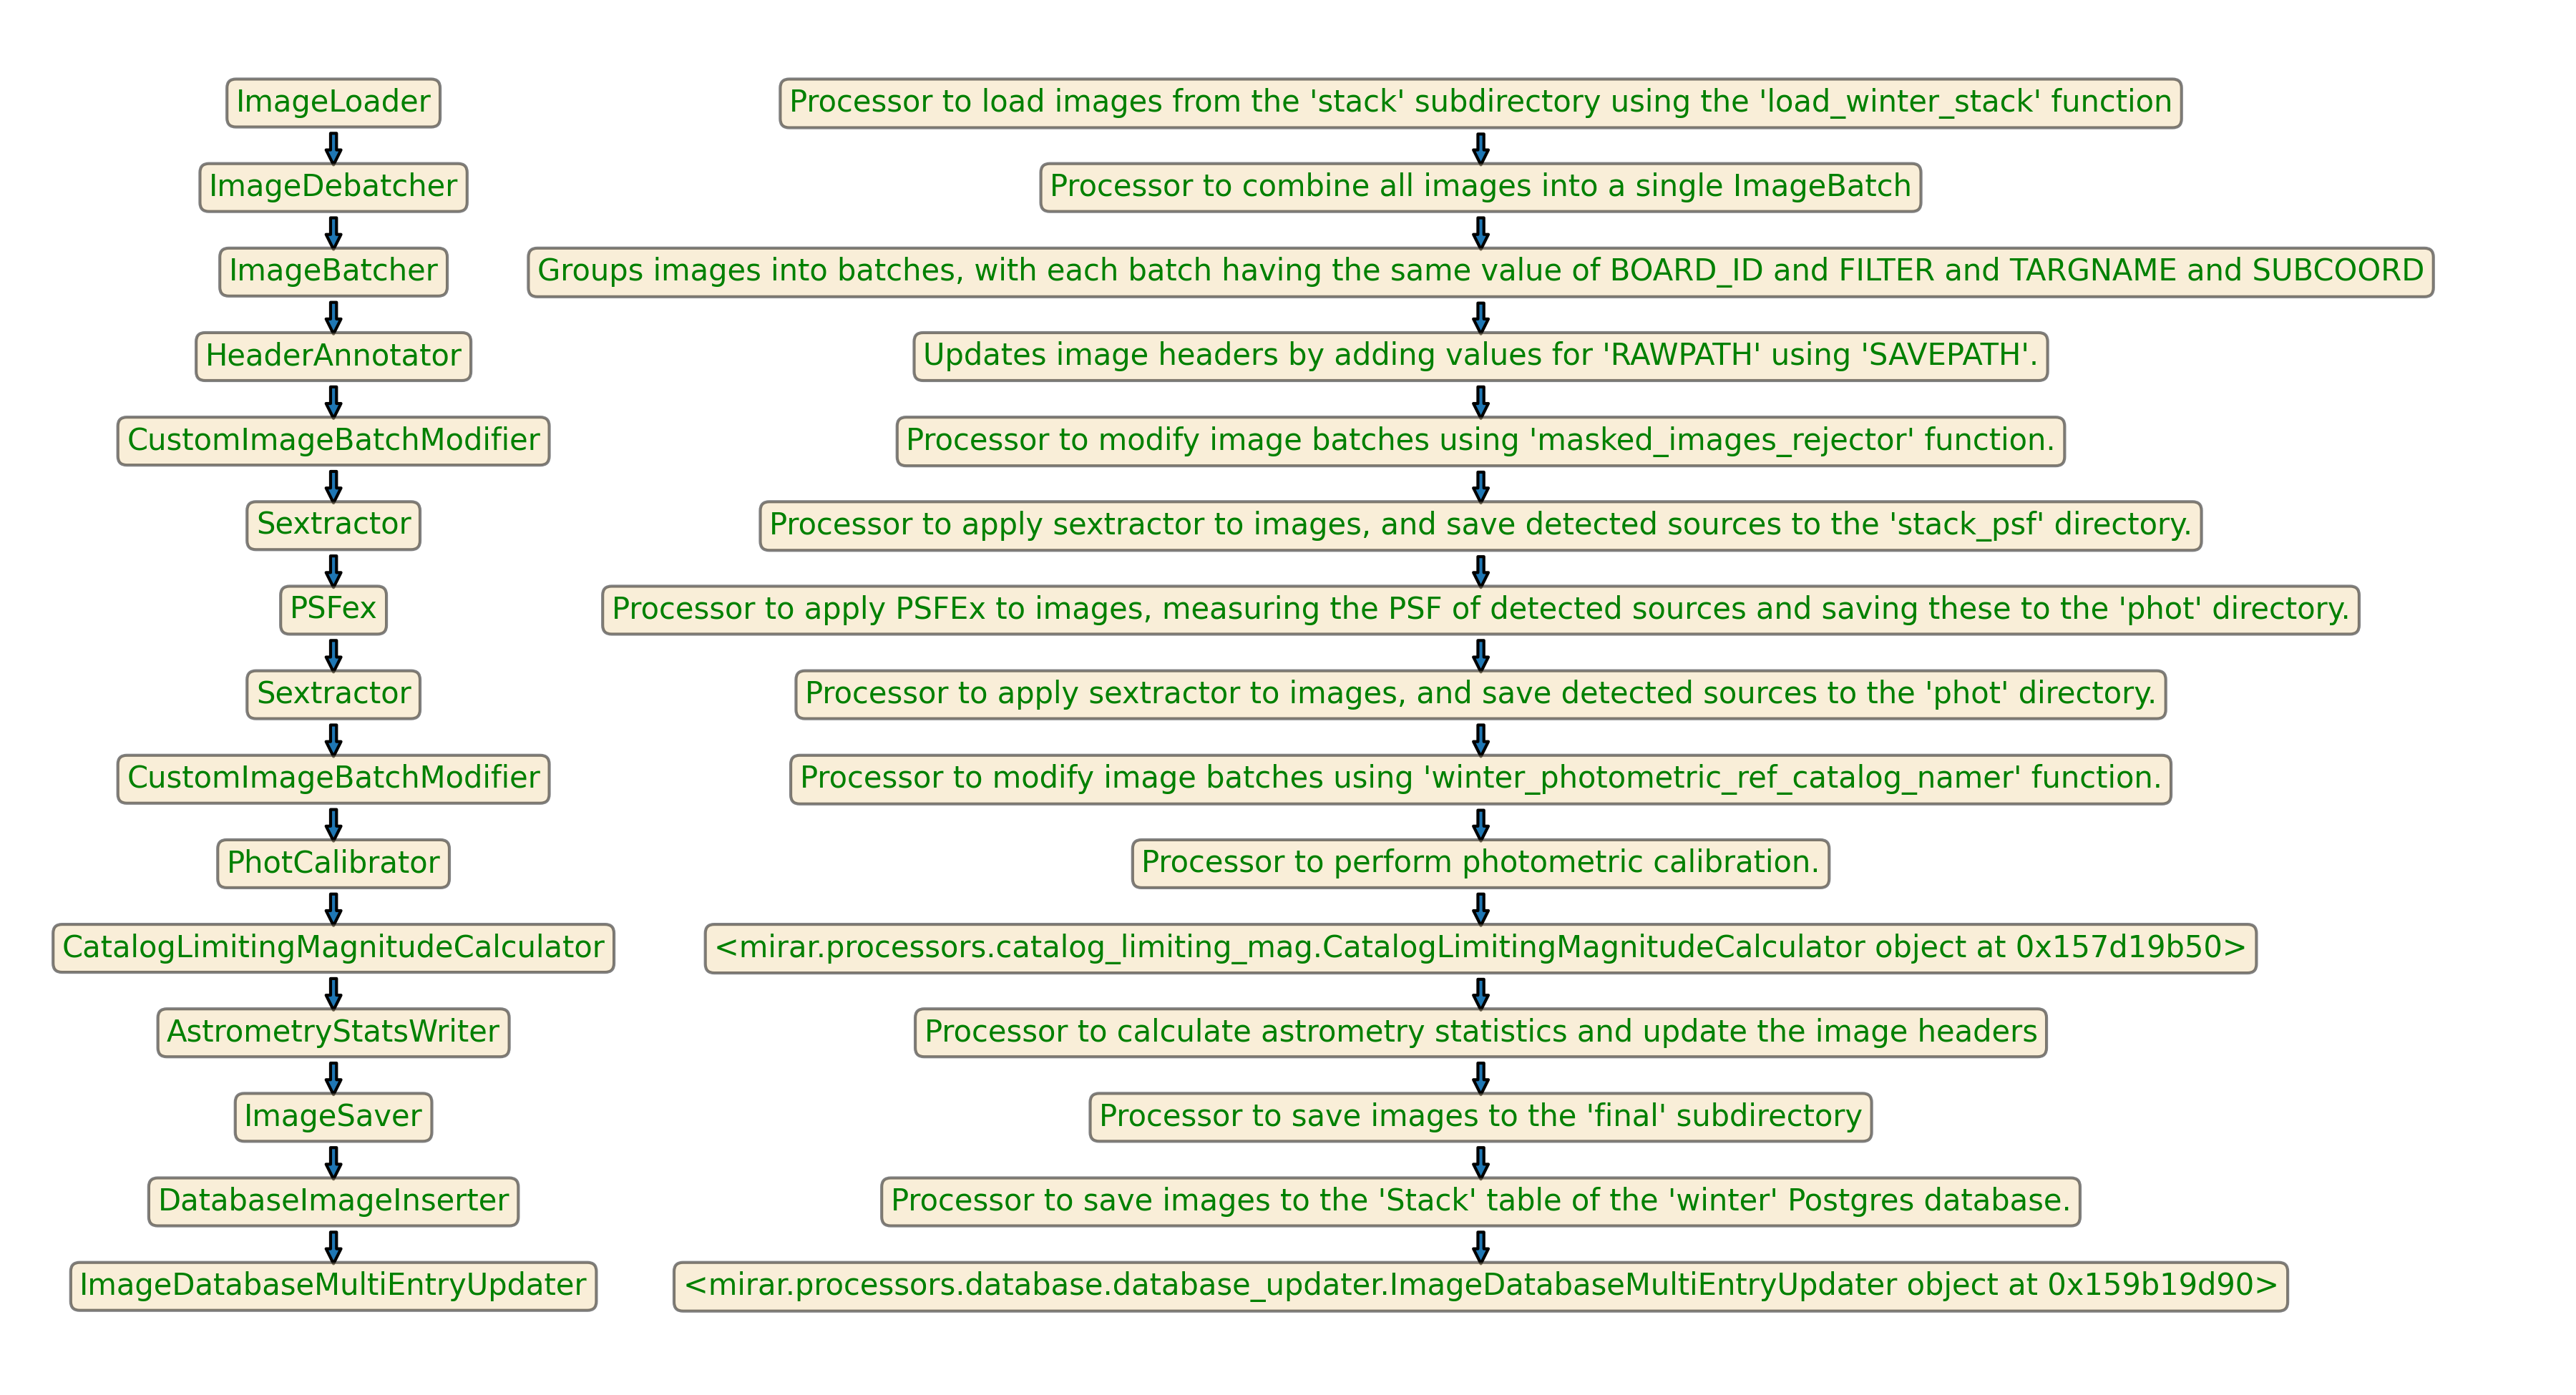 ImageLoader
Processor to load images from the 'stack' subdirectory using the 'load_winter_stack' function
ImageDebatcher
Processor to combine all images into a single ImageBatch
ImageBatcher
Groups images into batches, with each batch having the same value of BOARD_ID and FILTER and TARGNAME and SUBCOORD
HeaderAnnotator
Updates image headers by adding values for 'RAWPATH' using 'SAVEPATH'.
CustomImageBatchModifier
Processor to modify image batches using 'masked_images_rejector' function.
Sextractor
Processor to apply sextractor to images, and save detected sources to the 'stack_psf' directory.
PSFex
Processor to apply PSFEx to images, measuring the PSF of detected sources and saving these to the 'phot' directory.
Sextractor
Processor to apply sextractor to images, and save detected sources to the 'phot' directory.
CustomImageBatchModifier
Processor to modify image batches using 'winter_photometric_ref_catalog_namer' function.
PhotCalibrator
Processor to perform photometric calibration.
CatalogLimitingMagnitudeCalculator
<mirar.processors.catalog_limiting_mag.CatalogLimitingMagnitudeCalculator object at 0x157d19b50>
AstrometryStatsWriter
Processor to calculate astrometry statistics and update the image headers
ImageSaver
Processor to save images to the 'final' subdirectory
DatabaseImageInserter
Processor to save images to the 'Stack' table of the 'winter' Postgres database.
ImageDatabaseMultiEntryUpdater
<mirar.processors.database.database_updater.ImageDatabaseMultiEntryUpdater object at 0x159b19d90>